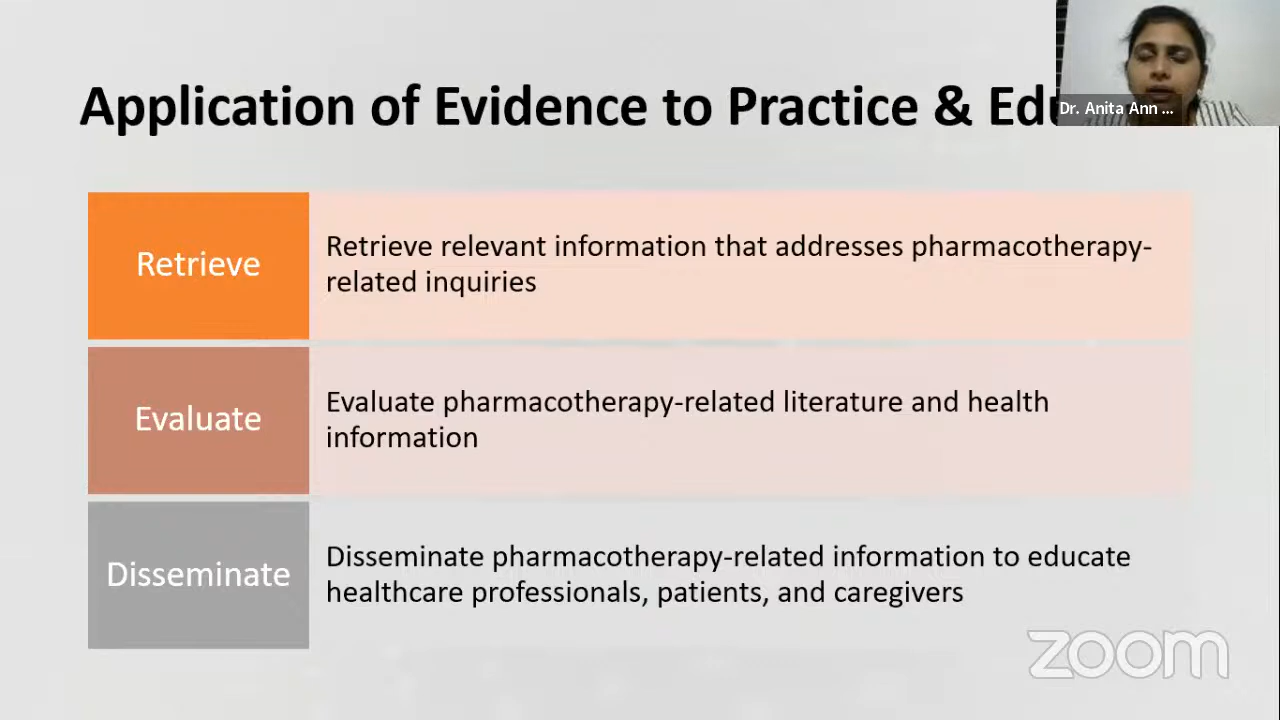 Application of Evidence to Practice & Edu
Dr. Anita Ann ...
Retrieve
Retrieve relevant information that addresses pharmacotherapy-
related inquiries
Evaluate
Evaluate pharmacotherapy-related literature and health
information
Disseminate
Disseminate pharmacotherapy-related information to educate
healthcare professionals, patients, and caregivers
zoom